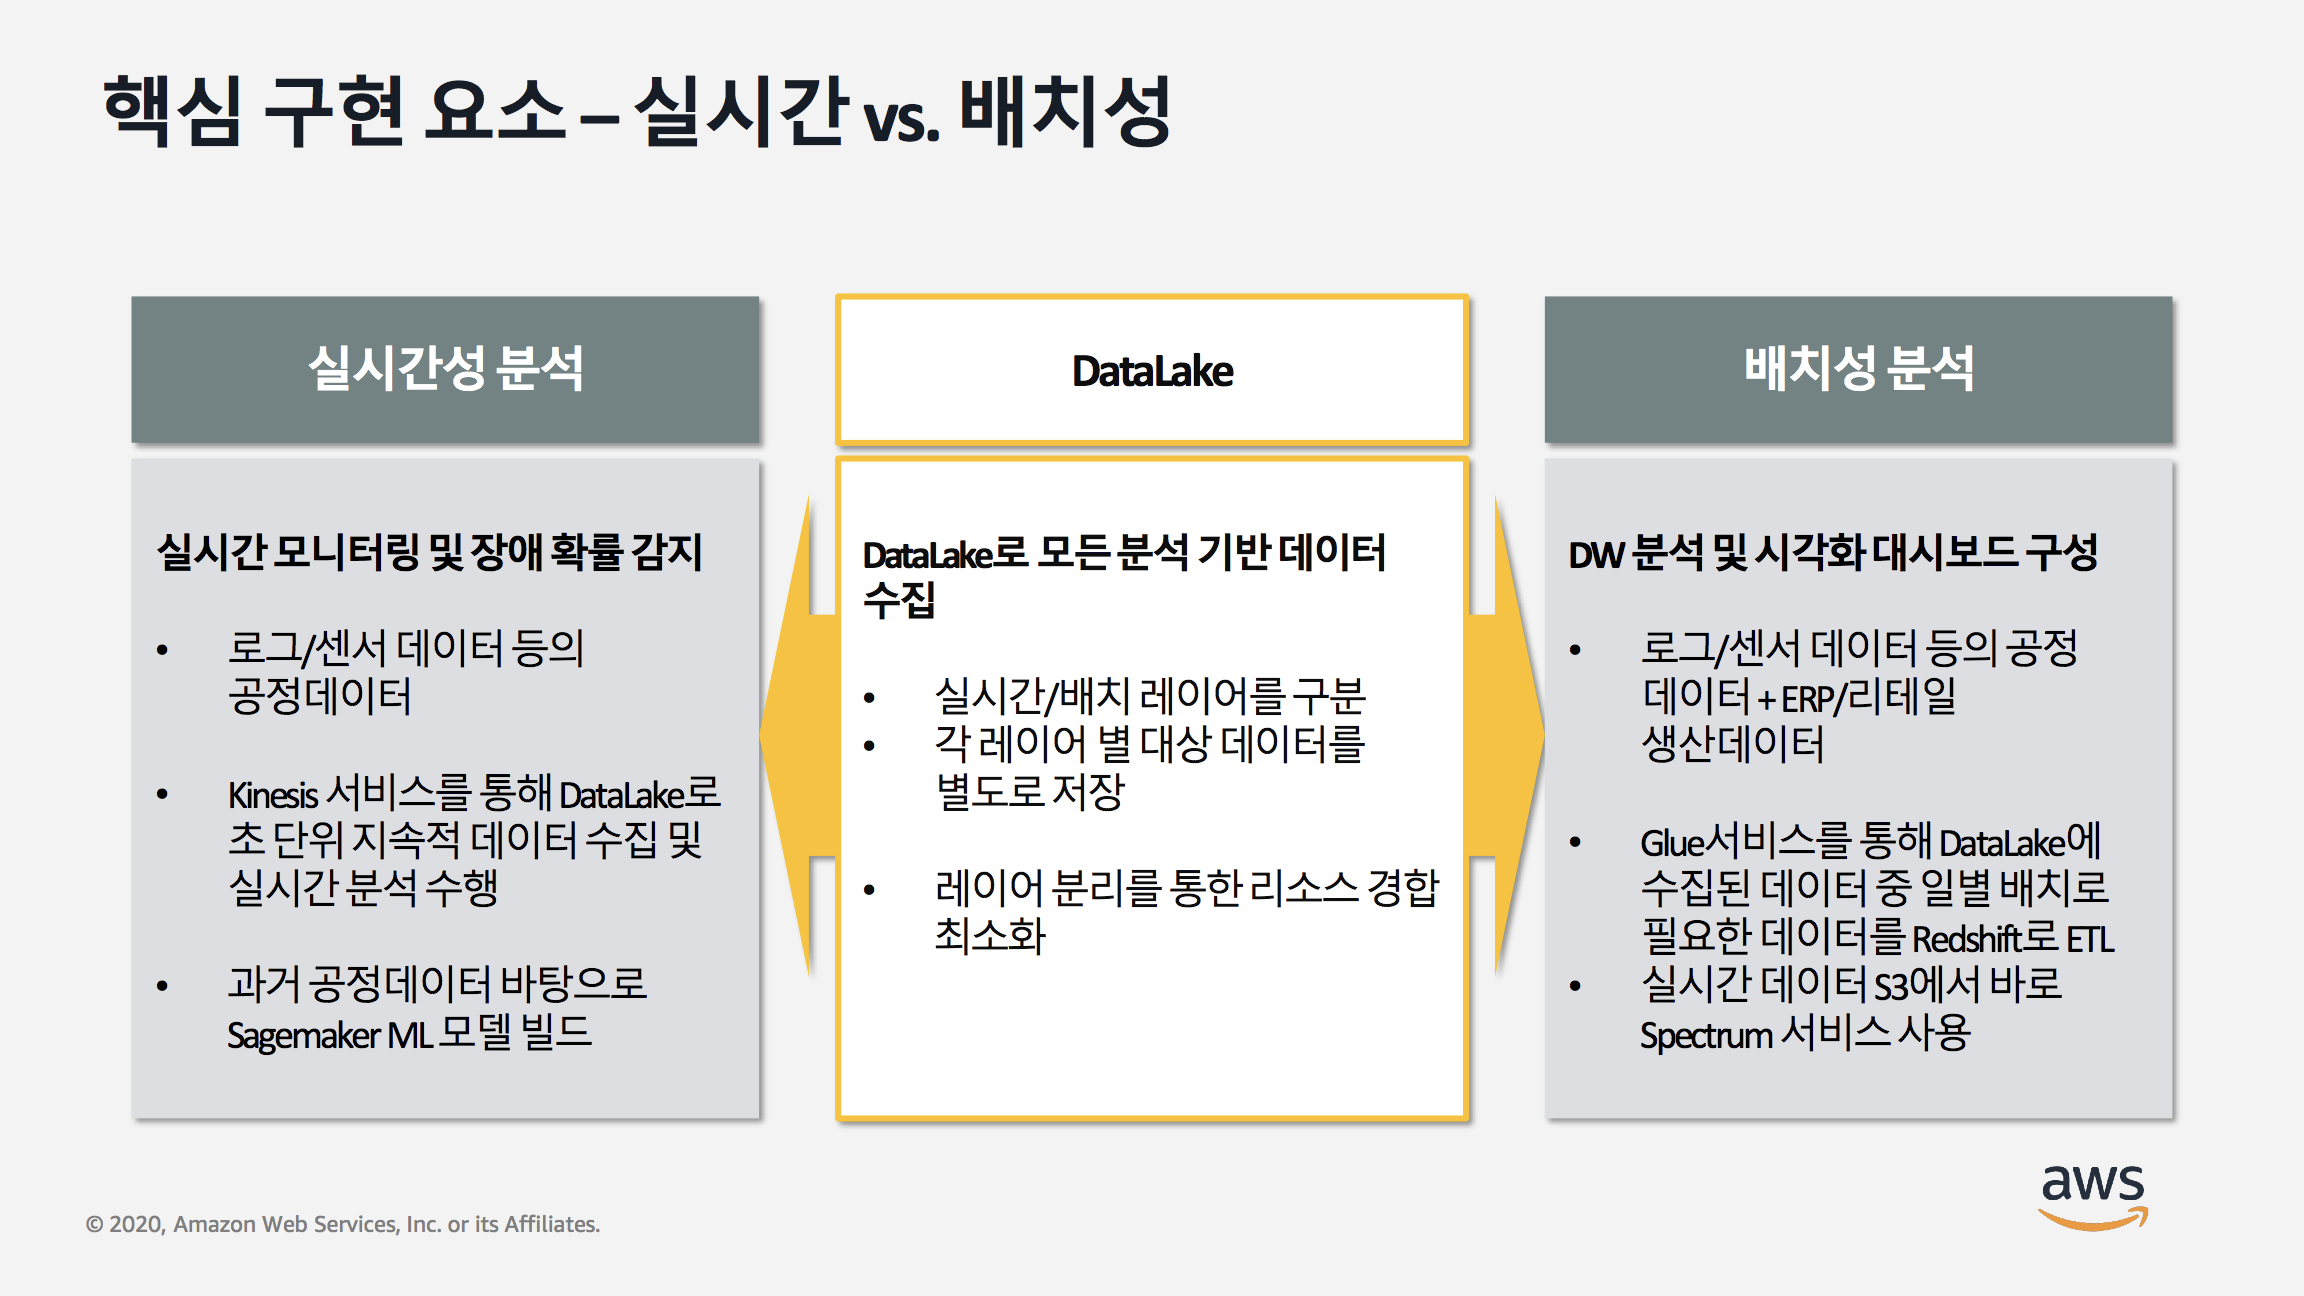 핵심 구현 요소 – 실시간 vs. 배치성
실시간성 분석
실시간 모니터링 및 장애 확률 감지
• 로그/센서 데이터 등의
공정데이터
• Kinesis 서비스를 통해 DataLake로
초 단위 지속적 데이터 수집 및
실시간 분석 수행
• 과거 공정데이터 바탕으로
Sagemaker ML 모델 빌드
DataLake
DataLake로 모든 분석 기반 데이터
수집
• 실시간/배치 레이어를 구분
• 각 레이어 별 대상 데이터를
별도로 저장
• 레이어 분리를 통한 리소스 경합
최소화
배치성 분석
DW 분석 및 시각화 대시보드 구성
• 로그/센서 데이터 등의 공정
데이터 + ERP/리테일
생산데이터
• Glue서비스를 통해 DataLake에
수집된 데이터 중 일별 배치로
필요한 데이터를 Redshift로 ETL
• 실시간 데이터 S3에서 바로
Spectrum 서비스 사용
© 2020, Amazon Web Services, Inc. or its Affiliates.
aws